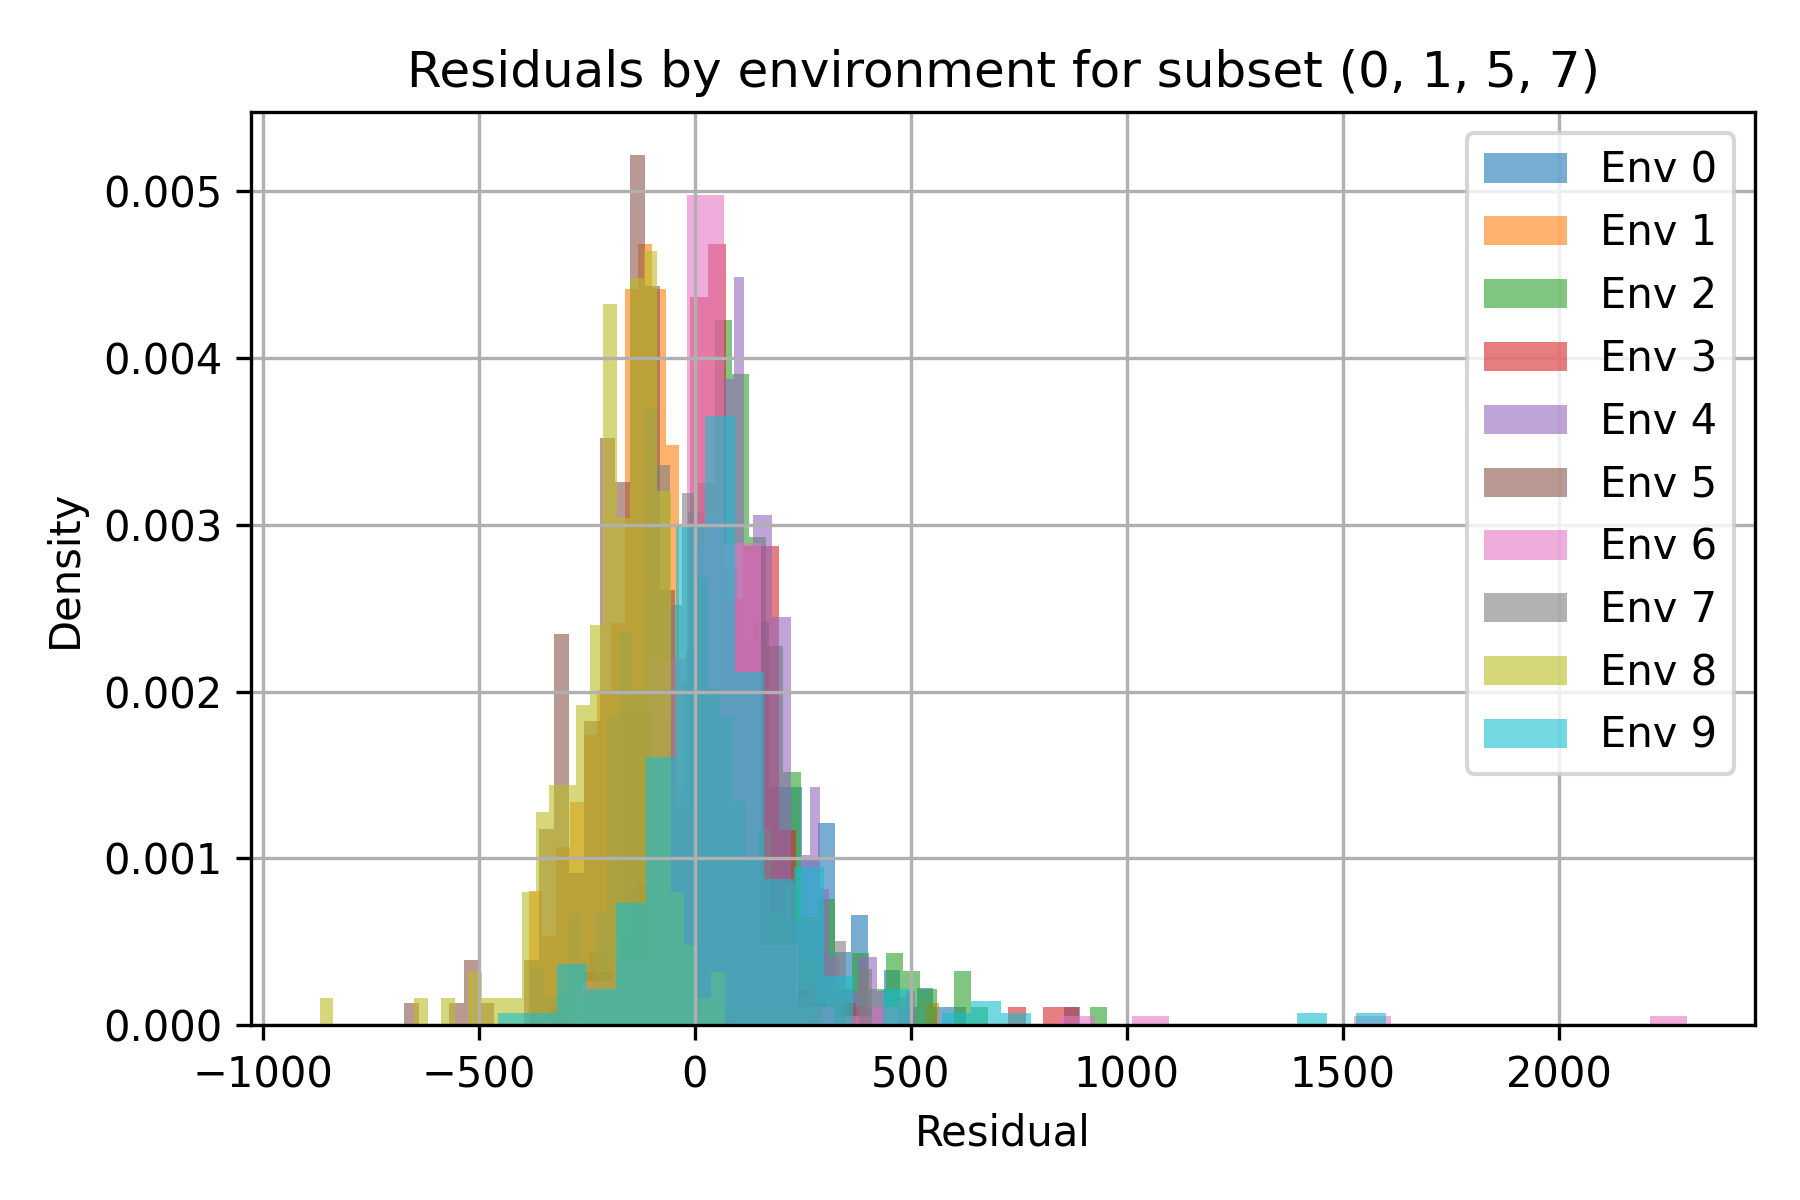 Residuals by environment for subset (0, 1, 5, 7)
Density
0.005
0.004
0.003
0.002
0.001
0.000
−1000
−500
0
500
1000
1500
2000
Residual
Env 0
Env 1
Env 2
Env 3
Env 4
Env 5
Env 6
Env 7
Env 8
Env 9